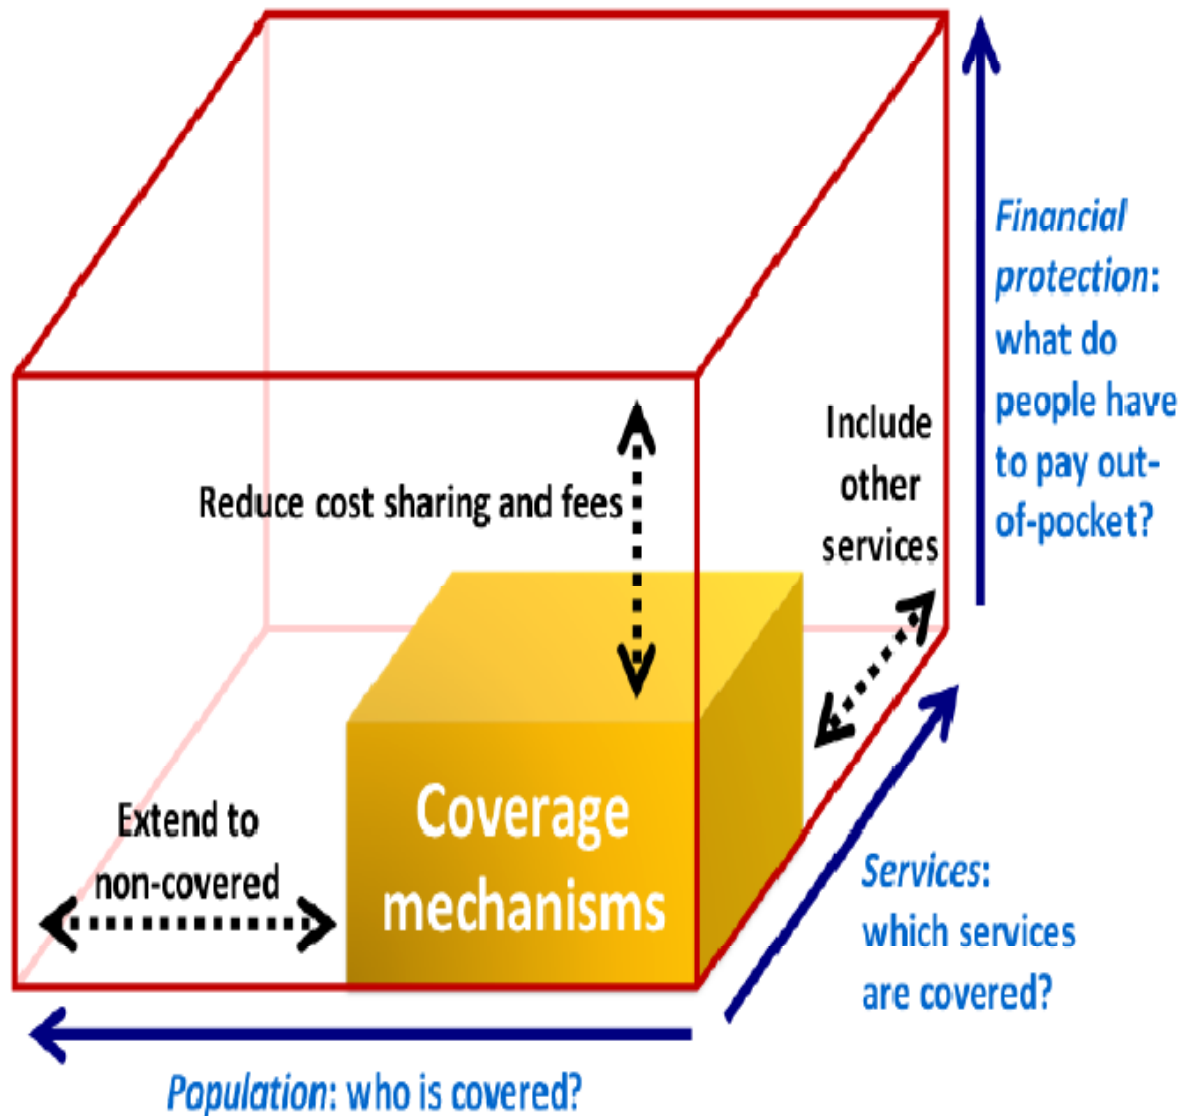 Financial
protection:
what do
people have
to pay out-
of-pocket?
Include
other
services
Reduce cost sharing and fees
Coverage
mechanisms
Extend to
non-covered
Services:
which services
are covered?
Population: who is covered?